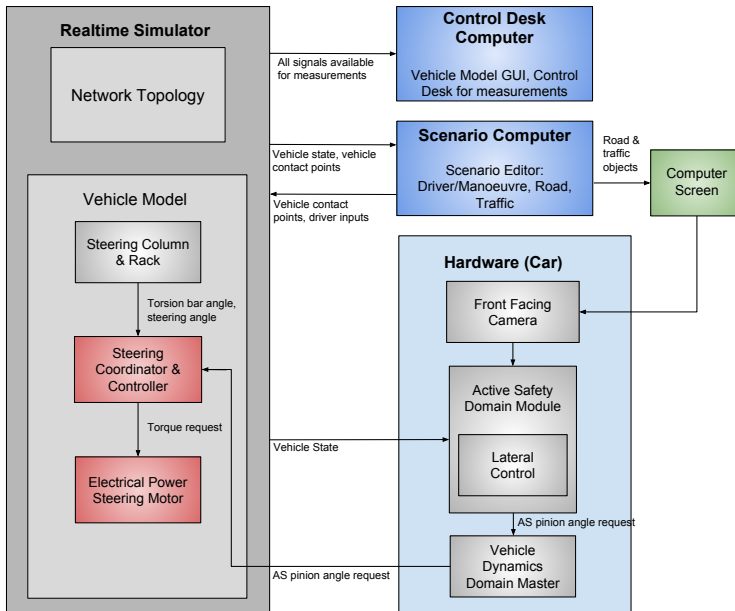 Realtime Simulator
Network Topology
All signals available
for measurements
Control Desk
Computer
Vehicle Model GUI, Control
Desk for measurements
Vehicle state, vehicle
contact points
Scenario Computer
Scenario Editor:
Driver/Manoeuvre, Road,
Traffic
Road &
traffic
objects
Computer
Screen
Vehicle contact
points, driver inputs
Vehicle Model
Steering Column
& Rack
Torsion bar angle,
steering angle
Steering
Coordinator &
Controller
Torque request
Electrical Power
Steering Motor
Hardware (Car)
Front Facing
Camera
Active Safety
Domain Module
Lateral
Control
Vehicle State
AS pinion angle request
Vehicle
Dynamics
Domain Master
AS pinion angle request